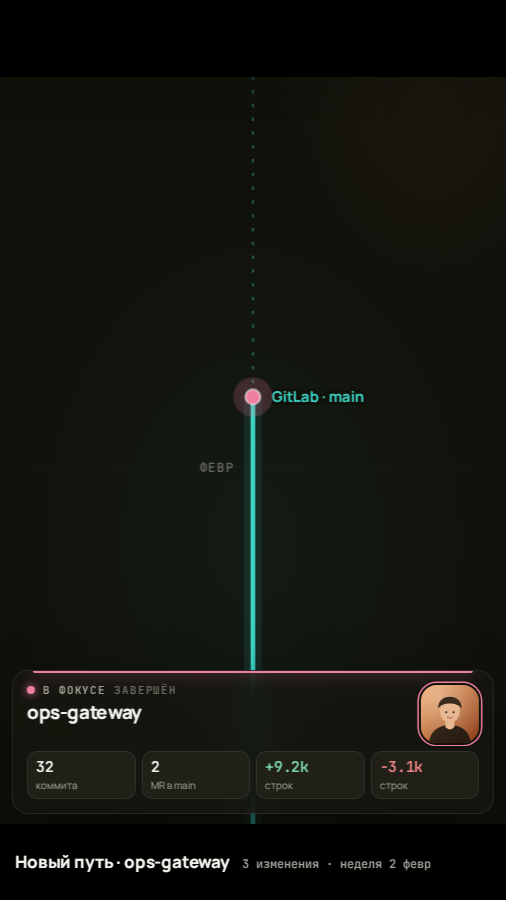 GitLab · main
ФЕВР
В ФОКУСЕ ЗАВЕРШЁН
ops-gateway
32
коммита
2
MR в main
+9.2k
строк
-3.1k
строк
Новый путь · ops-gateway 3 изменения · неделя 2 февр